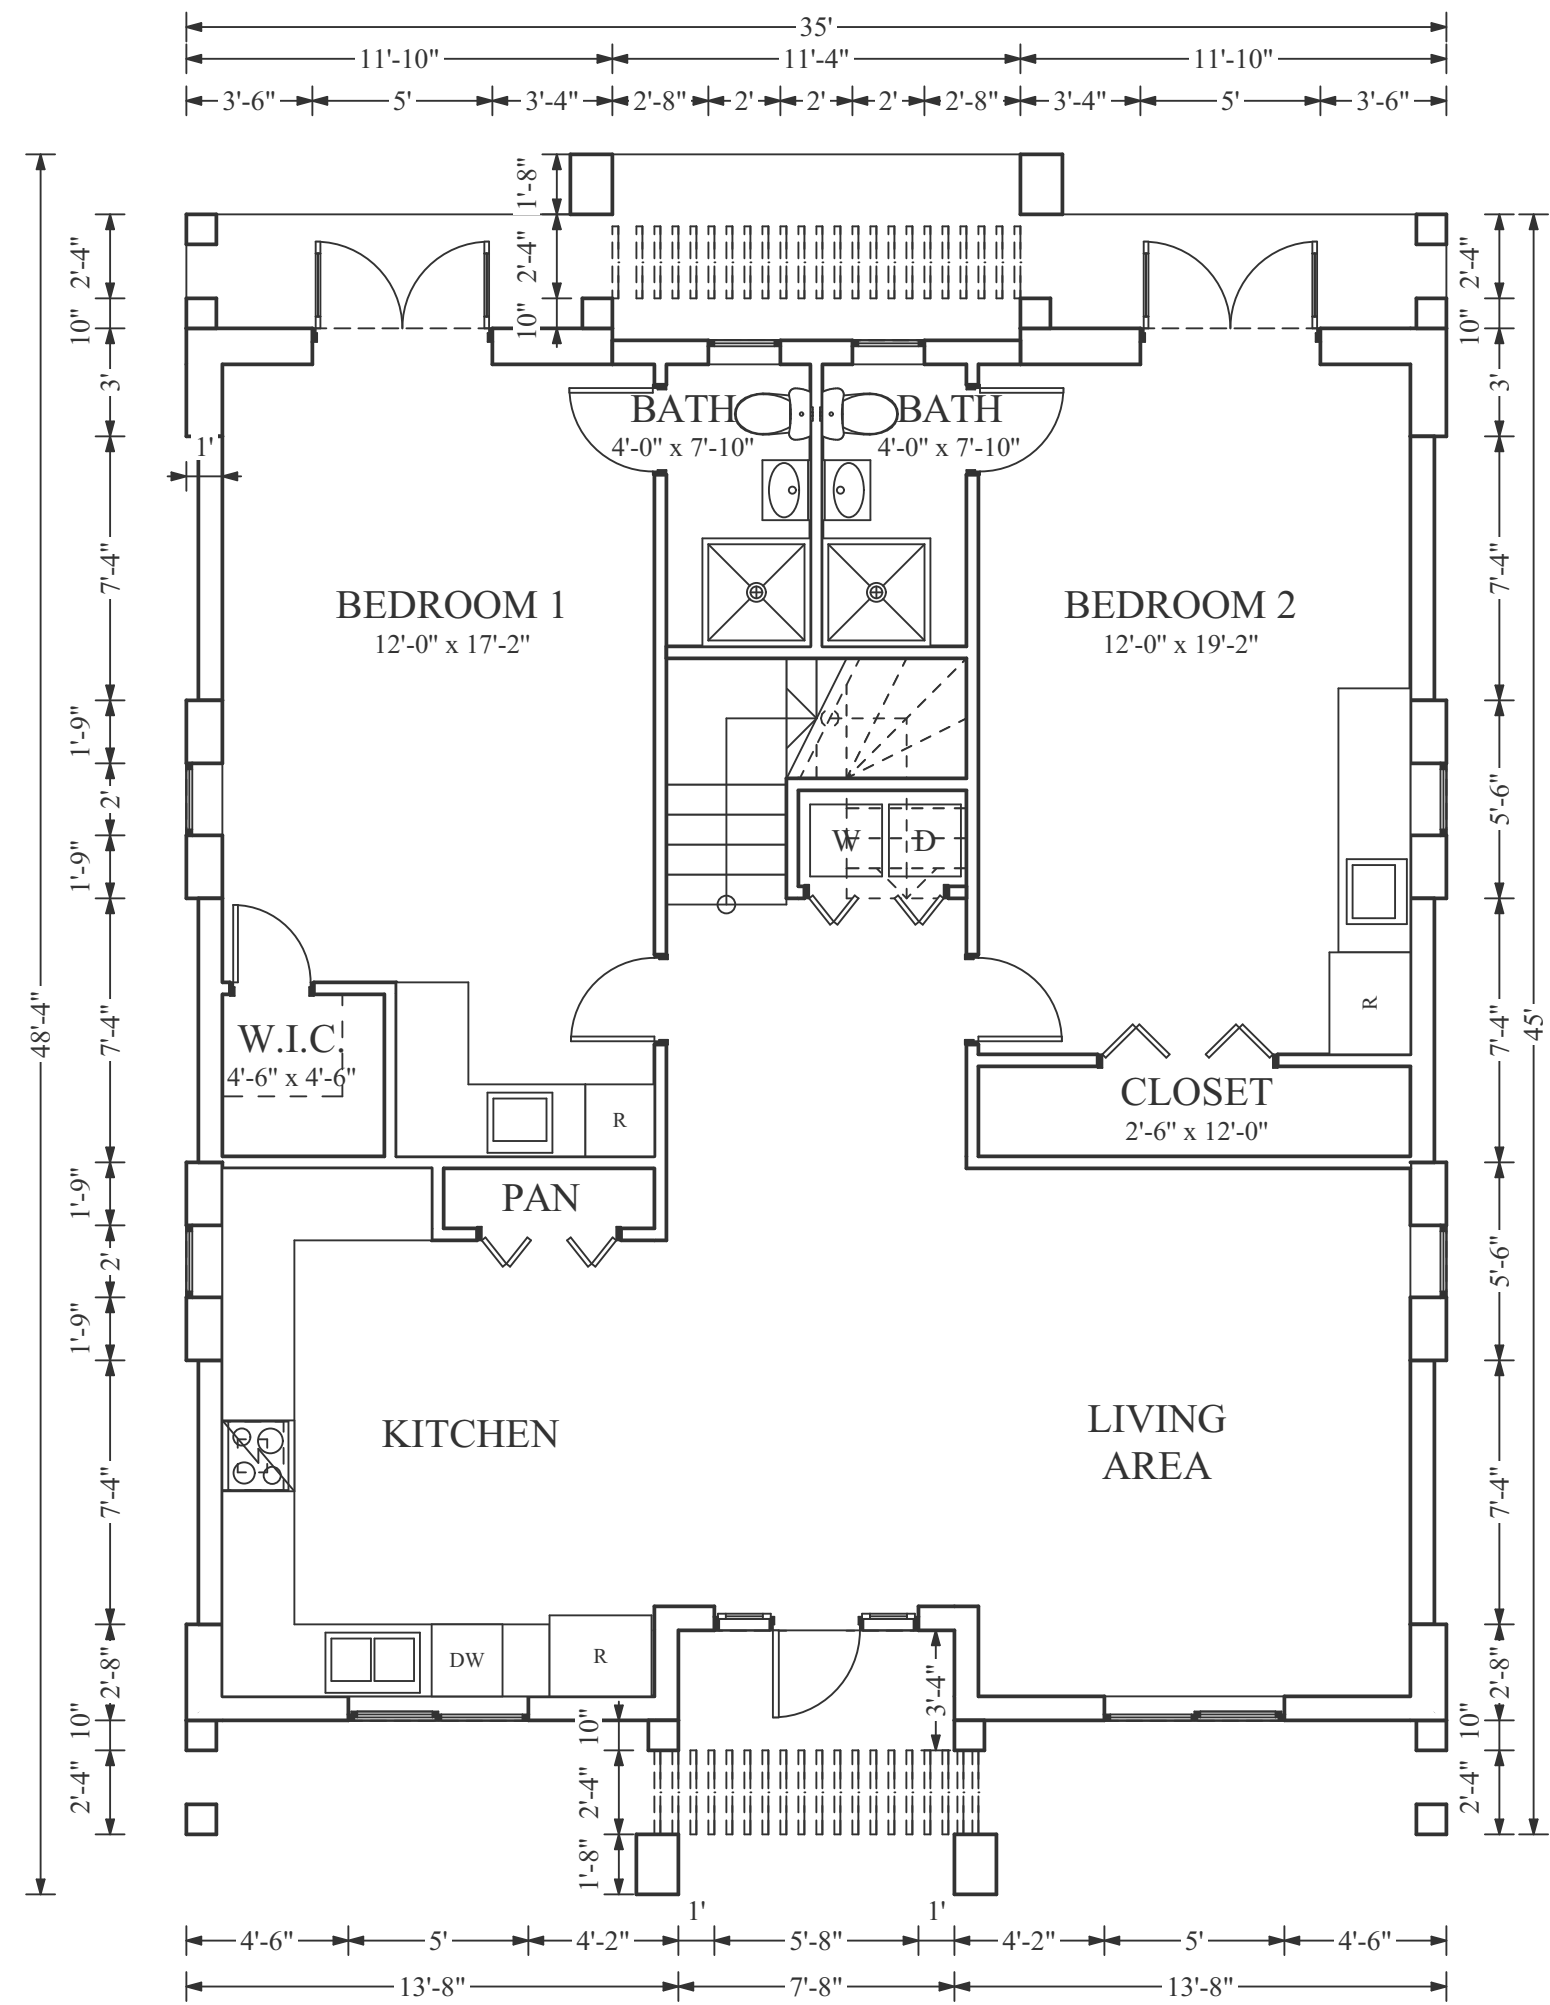 35'
11'-10" 11'-4" 11'-10"
3'-6" 5' 3'-4" 2'-8" 2' 2' 2' 2'-8" 3'-4" 5' 3'-6"
1'-8"
2'-4" 2'-4" 2'-4"
10" 10" 10"
3' 3'
BATH BATH
4'-0" x 7'-10" 4'-0" x 7'-10"
1'
7'-4" 7'-4"
BEDROOM 1 BEDROOM 2
12'-0" x 17'-2" 12'-0" x 19'-2"
1'-9"
2' 5'-6"
W D
1'-9"
R
48'-4" 7'-4" 7'-4" 45'
W.I.C.
4'-6" x 4'-6"
CLOSET
2'-6" x 12'-0"
R
PAN
1'-9"
2' 5'-6"
1'-9"
KITCHEN
LIVING
AREA
7'-4" 7'-4"
DW R
2'-8" 3'-4" 2'-8"
10" 10" 10"
2'-4" 2'-4" 2'-4"
1'-8"
1' 1'
4'-6" 5' 4'-2" 5'-8" 4'-2" 5' 4'-6"
13'-8" 7'-8" 13'-8"